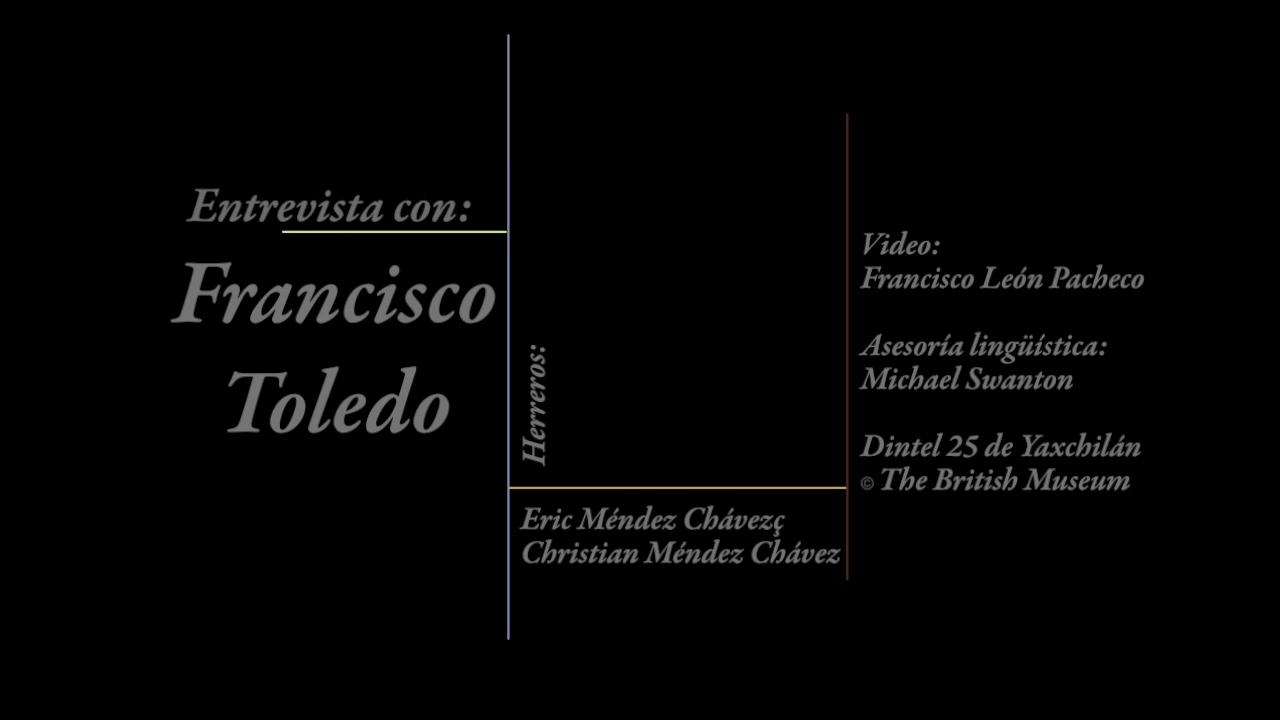 Entrevista con:
Francisco
Toledo
Herreros:
Eric Méndez Chávezç
Christian Méndez Chávez
Video:
Francisco León Pacheco
Asesoría lingüística:
Michael Swanton
Dintel 25 de Yaxchilán
© The British Museum